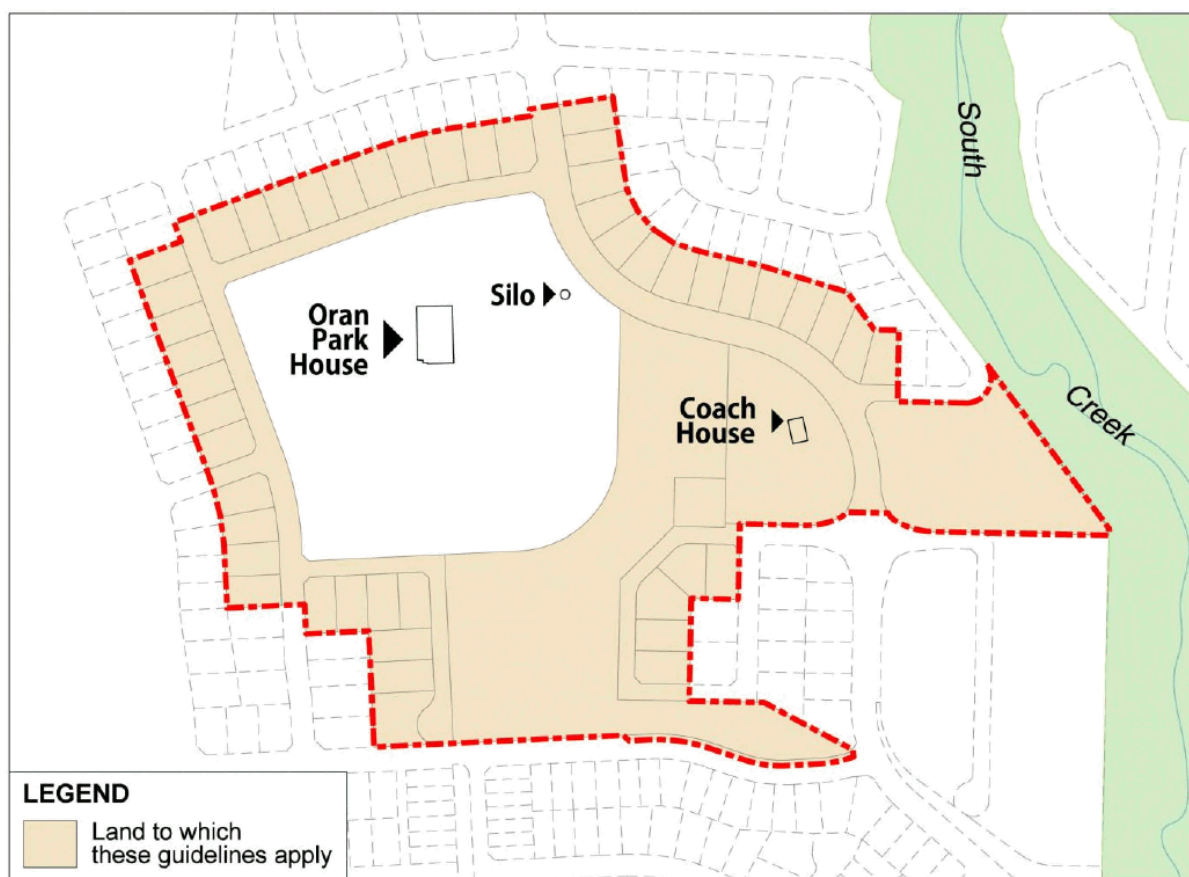 South
Silo
Oran
Park
House
Creek
Coach
House
LEGEND
Land to which
these guidelines apply